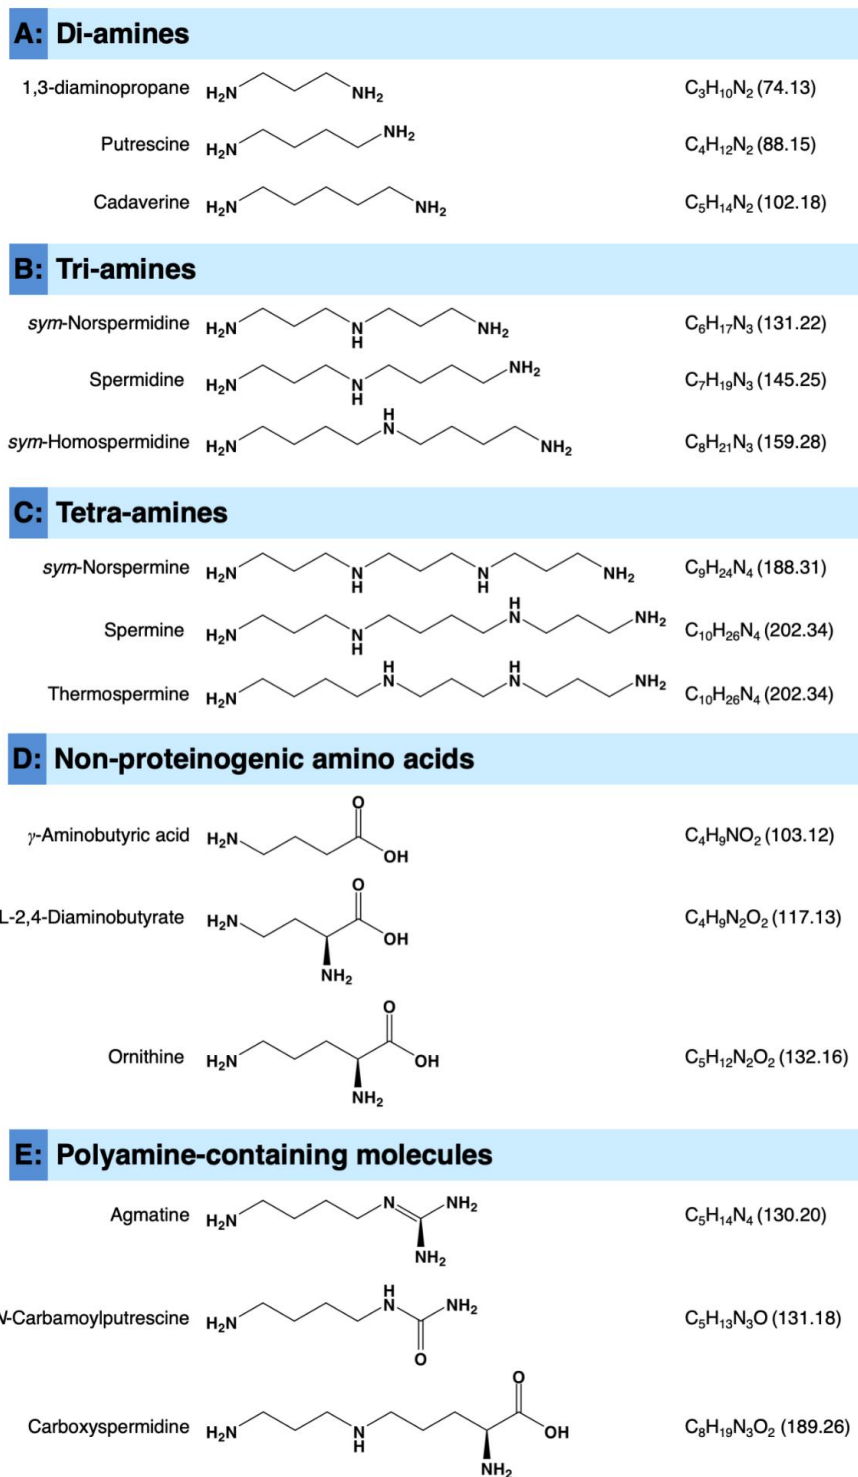 A: Di-amines
1,3-diaminopropane H₂N NH₂ C₃H₁₀N₂ (74.13)
Putrescine H₂N NH₂ C₄H₁₂N₂ (88.15)
Cadaverine H₂N NH₂ C₅H₁₄N₂ (102.18)
B: Tri-amines
sym-Norspermidine H₂N N H NH₂ C₆H₁₇N₃ (131.22)
Spermidine H₂N N H NH₂ C₇H₁₉N₃ (145.25)
sym-Homospermidine H₂N H N NH₂ C₈H₂₁N₃ (159.28)
C: Tetra-amines
sym-Norspermine H₂N N H N H NH₂ C₉H₂₄N₄ (188.31)
Spermine H₂N N H H N NH₂ C₁₀H₂₆N₄ (202.34)
Thermospermine H₂N H N H N NH₂ C₁₀H₂₆N₄ (202.34)
D: Non-proteinogenic amino acids
γ-Aminobutyric acid H₂N O OH C₄H₉NO₂ (103.12)
L-2,4-Diaminobutyrate H₂N O OH NH₂ C₄H₉N₂O₂ (117.13)
Ornithine H₂N O OH NH₂ C₅H₁₂N₂O₂ (132.16)
E: Polyamine-containing molecules
Agmatine H₂N N NH₂ NH₂ C₅H₁₄N₄ (130.20)
N-Carbamoylputrescine H₂N H N NH₂ O C₅H₁₃N₃O (131.18)
Carboxyspermidine H₂N N H O OH NH₂ C₈H₁₉N₃O₂ (189.26)